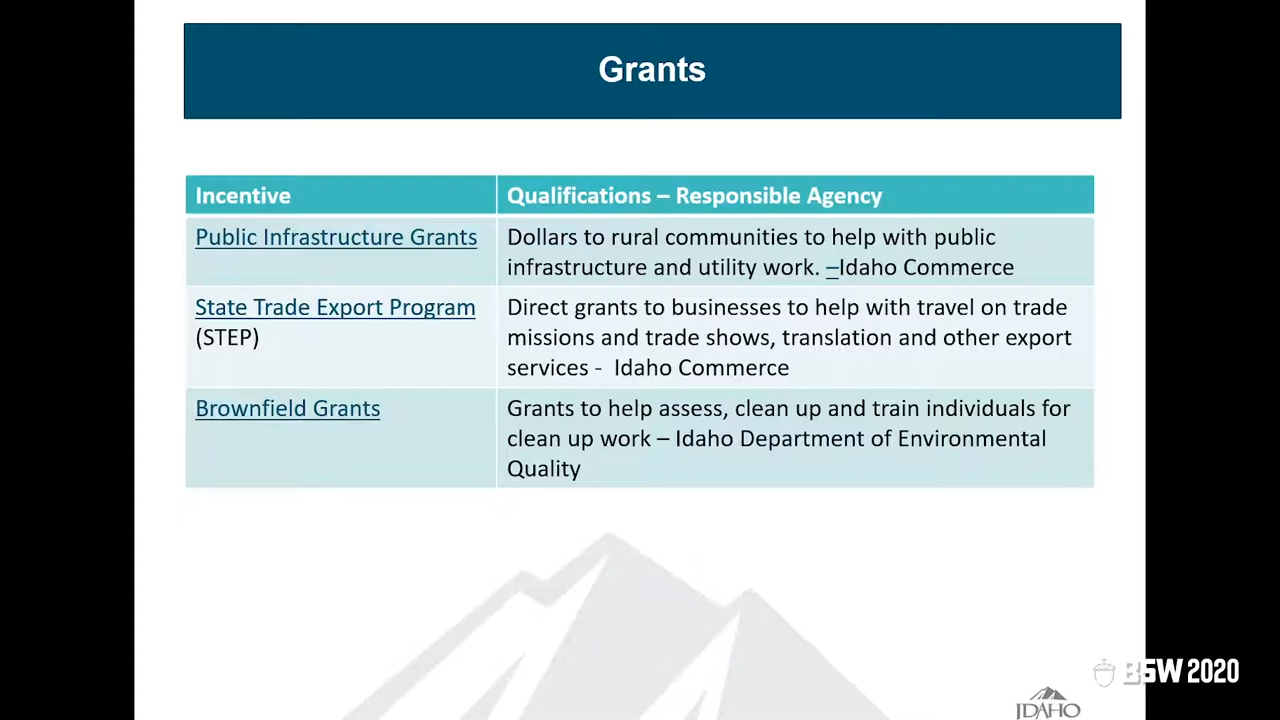 Grants
Incentive
Qualifications – Responsible Agency
Public Infrastructure Grants
Dollars to rural communities to help with public
infrastructure and utility work. –Idaho Commerce
State Trade Export Program
(STEP)
Direct grants to businesses to help with travel on trade
missions and trade shows, translation and other export
services - Idaho Commerce
Brownfield Grants
Grants to help assess, clean up and train individuals for
clean up work – Idaho Department of Environmental
Quality
BSW 2020
IDAHO